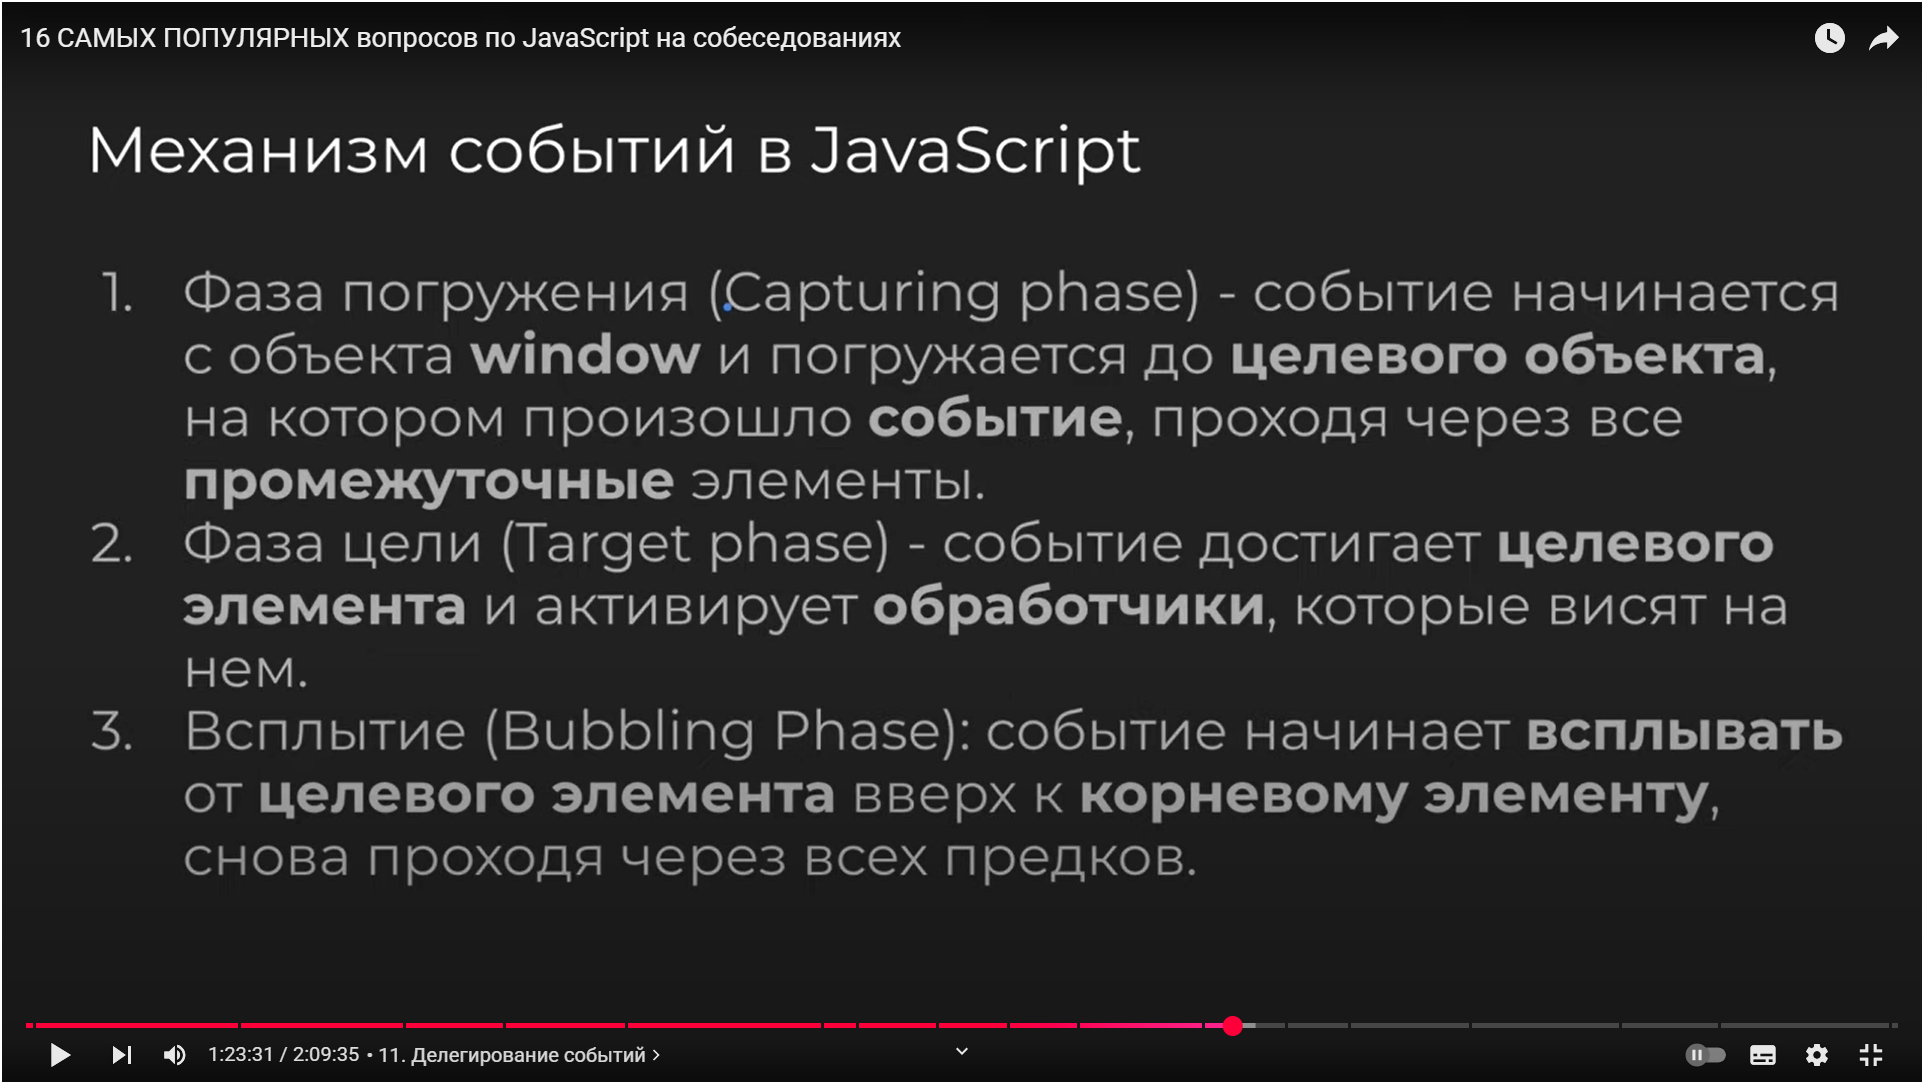 16 САМЫХ ПОПУЛЯРНЫХ вопросов по JavaScript на собеседованиях
Механизм событий в JavaScript
1. Фаза погружения (Capturing phase) - событие начинается
с объекта window и погружается до целевого объекта,
на котором произошло событие, проходя через все
промежуточные элементы.
2. Фаза цели (Target phase) - событие достигает целевого
элемента и активирует обработчики, которые висят на
нем.
3. Всплытие (Bubbling Phase): событие начинает всплывать
от целевого элемента вверх к корневому элементу,
снова проходя через всех предков.
1:23:31 / 2:09:35 • 11. Делегирование событий